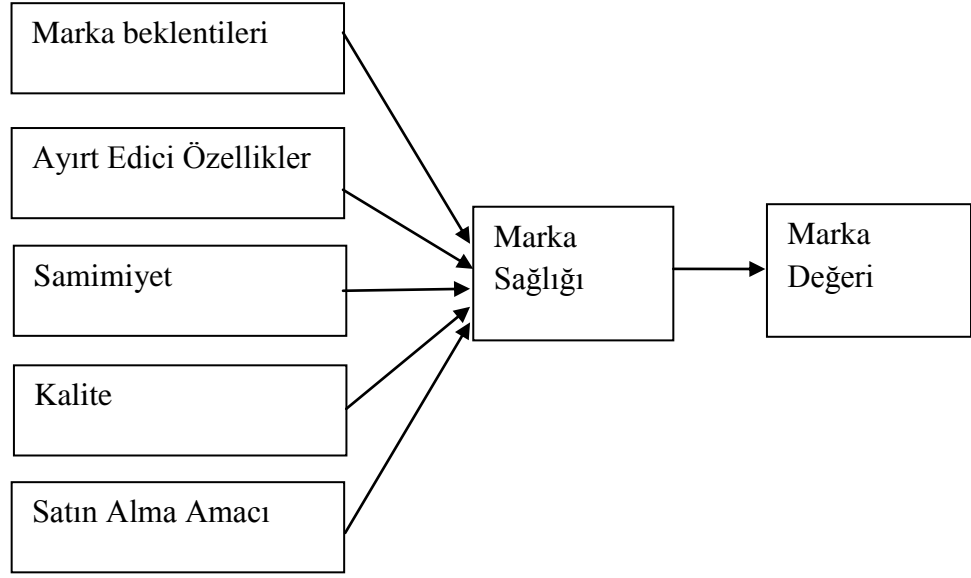 Marka beklentileri
Ayırt Edici Özellikler
Samimiyet
Kalite
Satın Alma Amacı
Marka
Sağlığı
Marka
Değeri